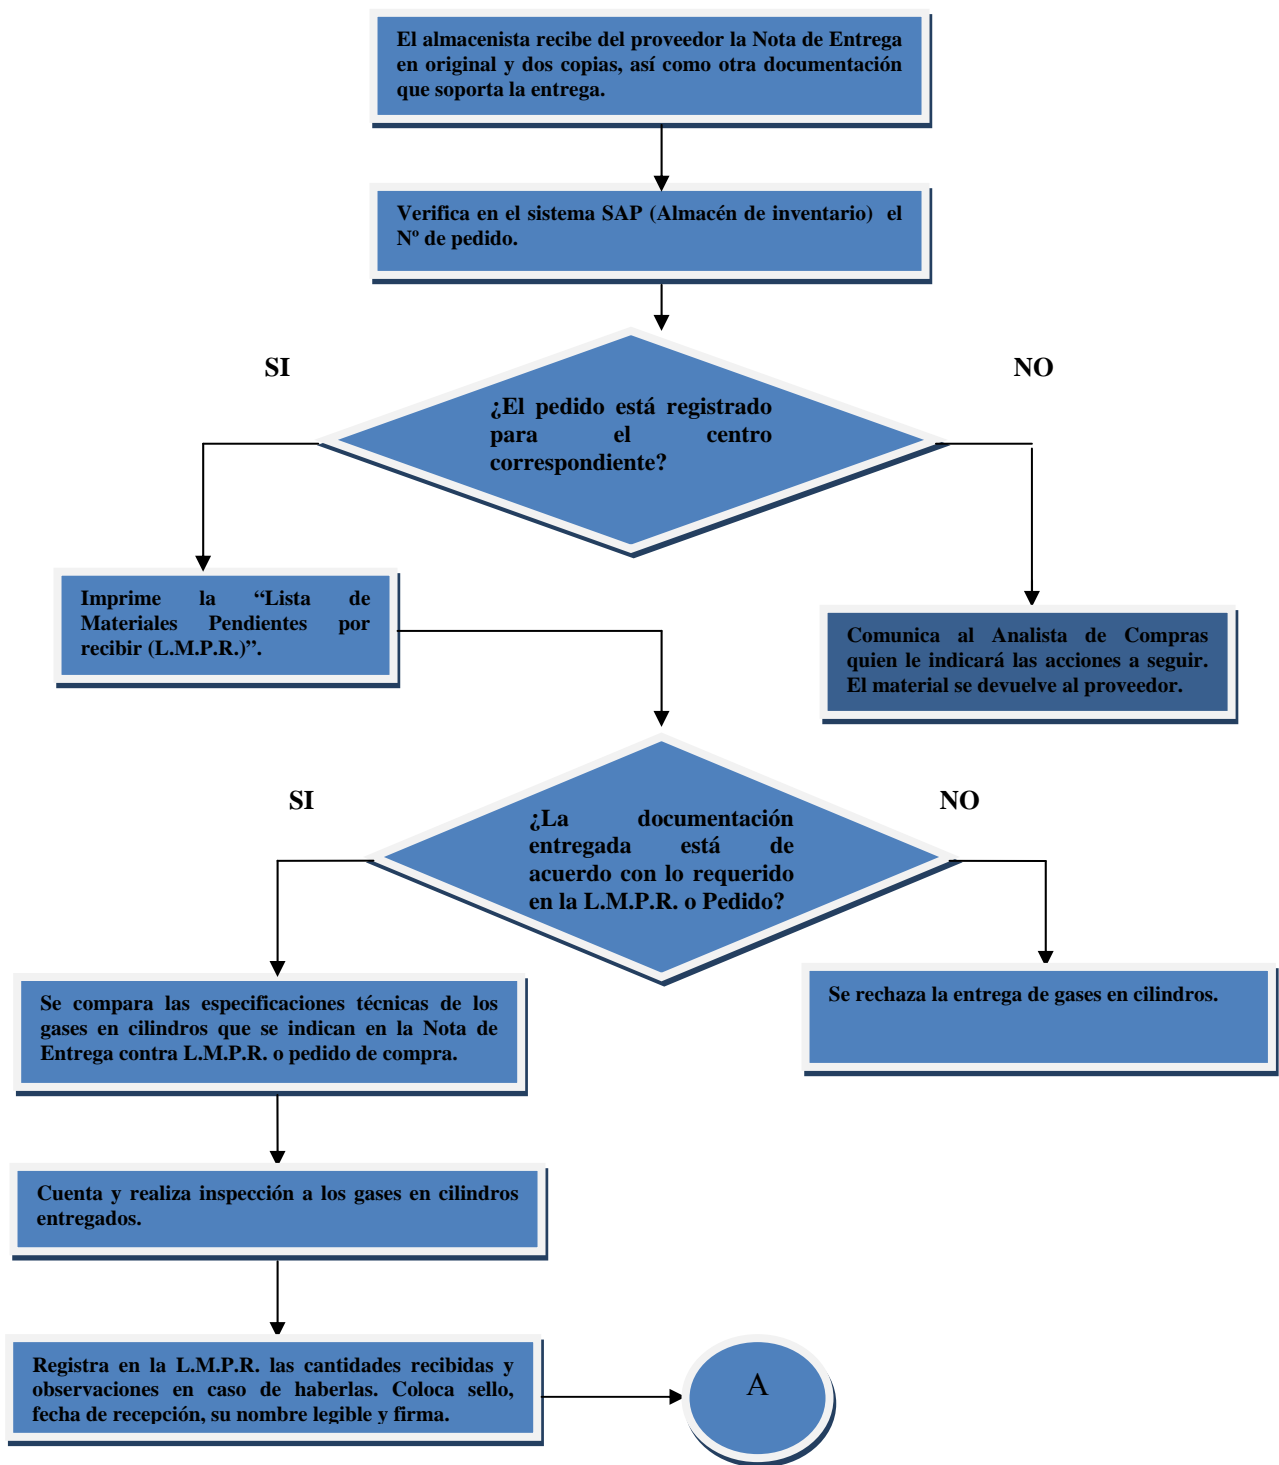 El almacenista recibe del proveedor la Nota de Entrega
en original y dos copias, así como otra documentación
que soporta la entrega.
Verifica en el sistema SAP (Almacén de inventario) el
Nº de pedido.
SI
NO
¿El pedido está registrado
para el centro
correspondiente?
Imprime la “Lista de
Materiales Pendientes por
recibir (L.M.P.R.)”.
Comunica al Analista de Compras
quien le indicará las acciones a seguir.
El material se devuelve al proveedor.
SI
NO
¿La documentación
entregada está de
acuerdo con lo requerido
en la L.M.P.R. o Pedido?
Se compara las especificaciones técnicas de los
gases en cilindros que se indican en la Nota de
Entrega contra L.M.P.R. o pedido de compra.
Se rechaza la entrega de gases en cilindros.
Cuenta y realiza inspección a los gases en cilindros
entregados.
Registra en la L.M.P.R. las cantidades recibidas y
observaciones en caso de haberlas. Coloca sello,
fecha de recepción, su nombre legible y firma.
A